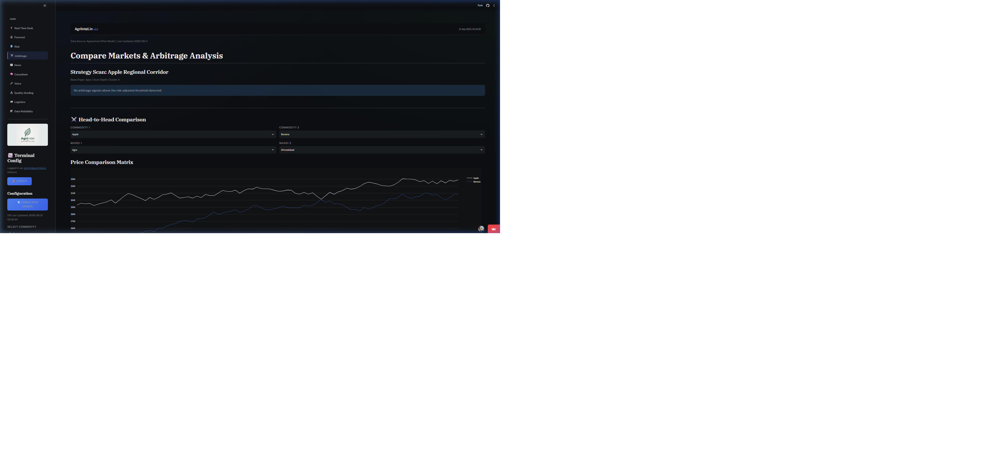 main
Real Time Desk
Forecast
Risk
Arbitrage
News
Consultant
Voice
Quality Grading
Logistics
Data Reliability
AgriIntel
Terminal
Config
Logged in as: admin@agriintel.in
(Admin)
LOGOUT
Configuration
FORCE DATA
UPDATE
DB Last Updated: 2026-09-21
02:16:44
SELECT COMMODITY
Fork
AgriIntel.in v2.0
21 Sep 2026 | 02:19:39
Data Source: Agmarknet (Pilot Mode) | Last Updated: 2026-09-11
Compare Markets & Arbitrage Analysis
Strategy Scan: Apple Regional Corridor
Base Origin: Agra | Scan Depth: Cluster A
No arbitrage signals above the risk-adjusted threshold detected.
Head-to-Head Comparison
COMMODITY 1
COMMODITY 2
Apple
Banana
MANDI 1
MANDI 2
Agra
Ahmedabad
Price Comparison Matrix
3300
3200
3100
3000
2900
2800
2700
2600
Apple
Banana